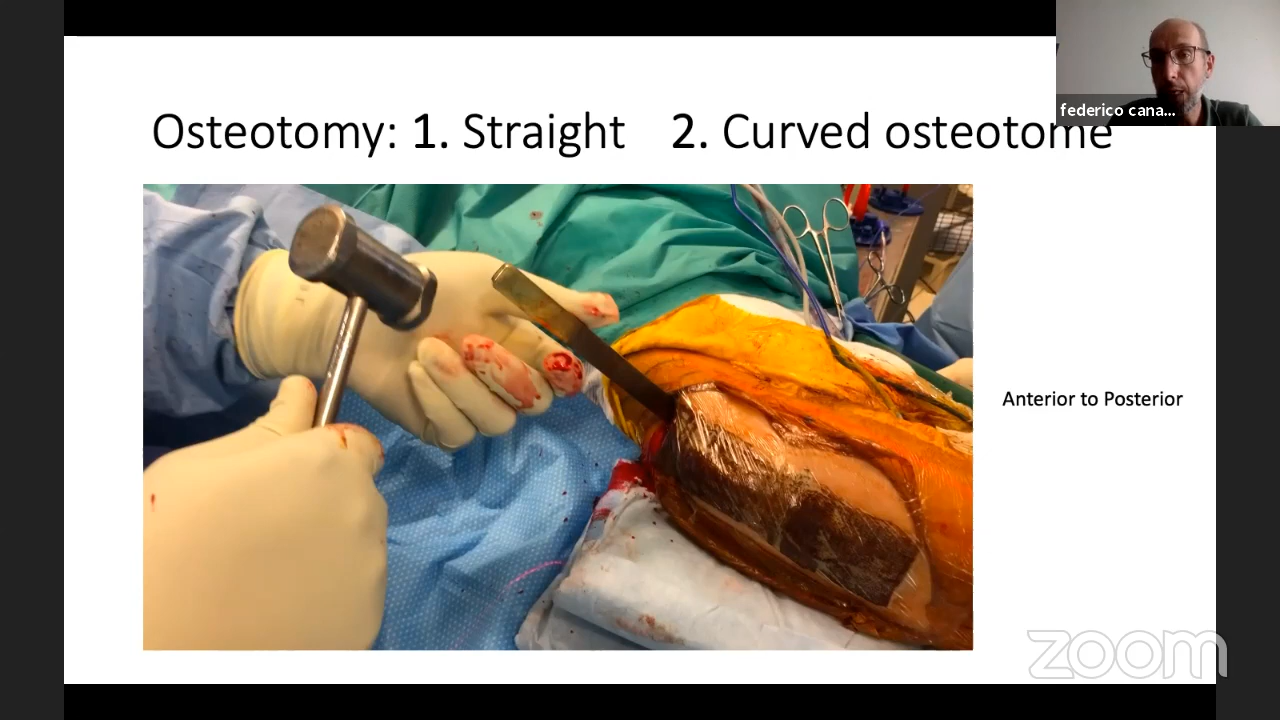 federico cana...
Osteotomy: 1. Straight 2. Curved osteotome
Anterior to Posterior
zoom